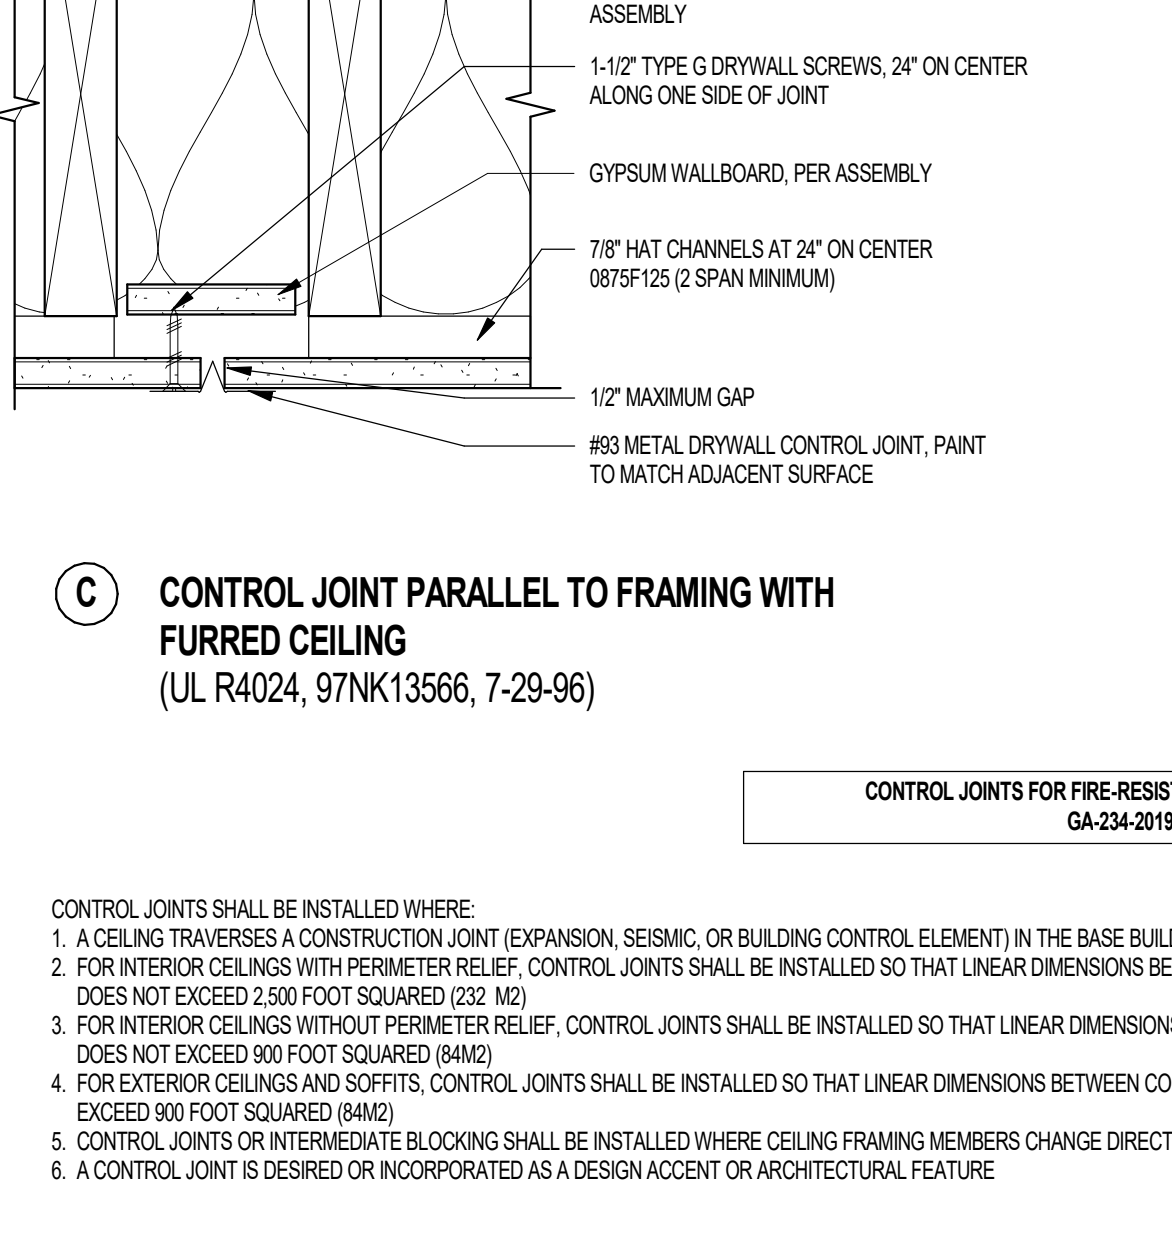 ASSEMBLY
1-1/2" TYPE G DRYWALL SCREWS, 24" ON CENTER
ALONG ONE SIDE OF JOINT
GYPSUM WALLBOARD, PER ASSEMBLY
7/8" HAT CHANNELS AT 24" ON CENTER
0875F125 (2 SPAN MINIMUM)
1/2" MAXIMUM GAP
#93 METAL DRYWALL CONTROL JOINT, PAINT
TO MATCH ADJACENT SURFACE
C CONTROL JOINT PARALLEL TO FRAMING WITH
FURRED CEILING
(UL R4024, 97NK13566, 7-29-96)
CONTROL JOINTS FOR FIRE-RESIST
GA-234-2019
CONTROL JOINTS SHALL BE INSTALLED WHERE:
1. A CEILING TRAVERSES A CONSTRUCTION JOINT (EXPANSION, SEISMIC, OR BUILDING CONTROL ELEMENT) IN THE BASE BUILD
2. FOR INTERIOR CEILINGS WITH PERIMETER RELIEF, CONTROL JOINTS SHALL BE INSTALLED SO THAT LINEAR DIMENSIONS BE
DOES NOT EXCEED 2,500 FOOT SQUARED (232 M2)
3. FOR INTERIOR CEILINGS WITHOUT PERIMETER RELIEF, CONTROL JOINTS SHALL BE INSTALLED SO THAT LINEAR DIMENSIONS
DOES NOT EXCEED 900 FOOT SQUARED (84M2)
4. FOR EXTERIOR CEILINGS AND SOFFITS, CONTROL JOINTS SHALL BE INSTALLED SO THAT LINEAR DIMENSIONS BETWEEN CO
EXCEED 900 FOOT SQUARED (84M2)
5. CONTROL JOINTS OR INTERMEDIATE BLOCKING SHALL BE INSTALLED WHERE CEILING FRAMING MEMBERS CHANGE DIRECT
6. A CONTROL JOINT IS DESIRED OR INCORPORATED AS A DESIGN ACCENT OR ARCHITECTURAL FEATURE